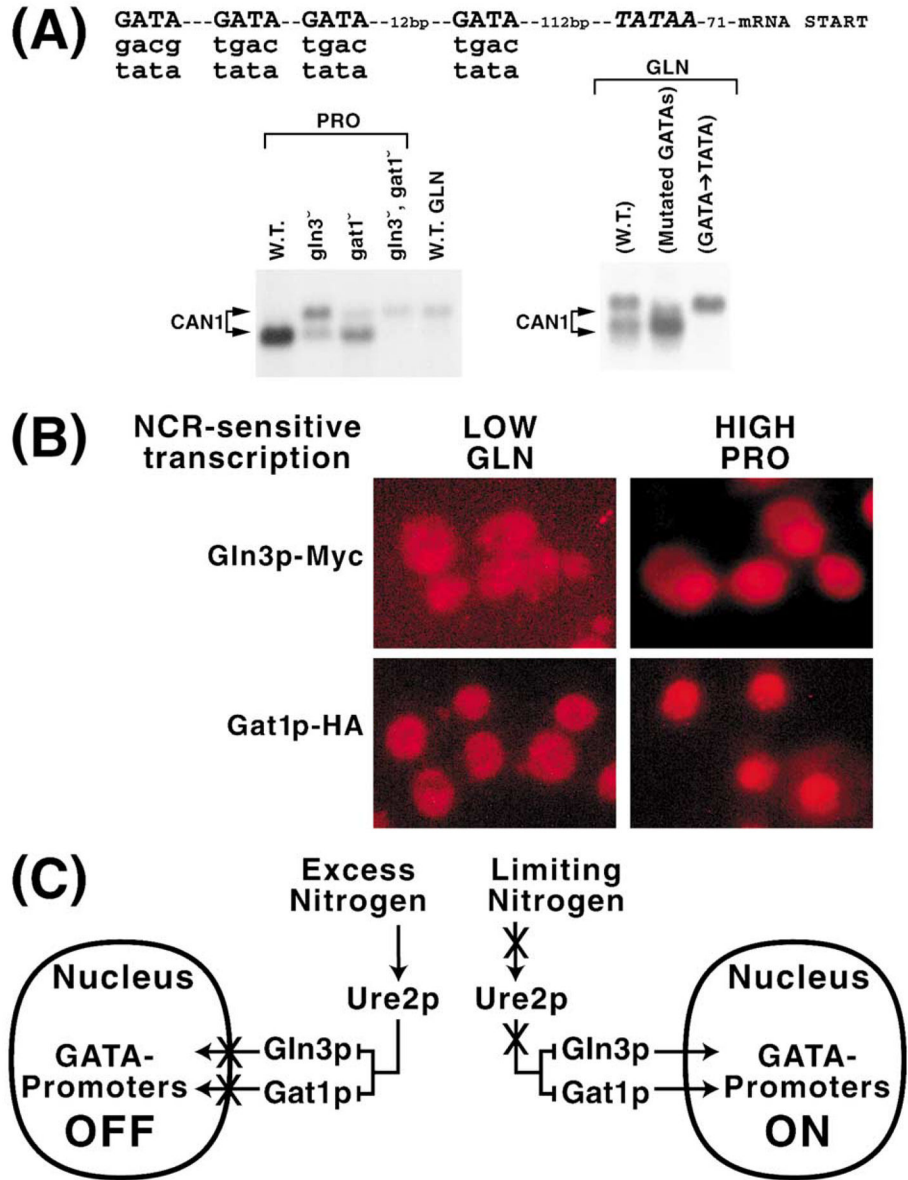 (A)
GATA---GATA--GATA--12bp--GATA--112bp--TATAA-71-mRNA START
gacg tgac tgac tgac
tata tata tata tata
GLN
PRO
W.T.
gln3˘
gat1˘
gln3˘, gat1˘
W.T. GLN
(W.T.)
(Mutated GATAs)
(GATA→TATA)
CAN1
CAN1
(B)
NCR-sensitive
transcription
LOW
GLN
HIGH
PRO
Gln3p-Myc
Gat1p-HA
(C)
Excess
Nitrogen
Limiting
Nitrogen
Nucleus
Ure2p
Ure2p
Nucleus
X
X
GATA-
Promoters
OFF
X
X
Gln3p
Gat1p
Gln3p
Gat1p
GATA-
Promoters
ON